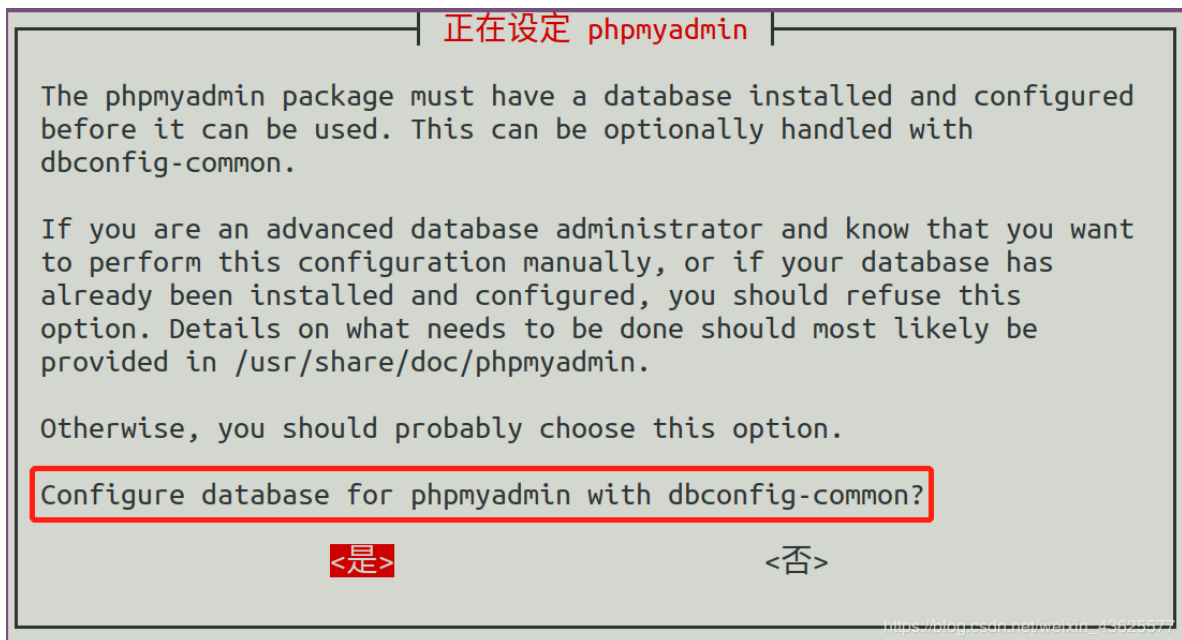 正在设定 phpmyadmin
The phpmyadmin package must have a database installed and configured
before it can be used. This can be optionally handled with
dbconfig-common.
If you are an advanced database administrator and know that you want
to perform this configuration manually, or if your database has
already been installed and configured, you should refuse this
option. Details on what needs to be done should most likely be
provided in /usr/share/doc/phpmyadmin.
Otherwise, you should probably choose this option.
Configure database for phpmyadmin with dbconfig-common?
<是> <否>
https://blog.csdn.net/weixin_43625577